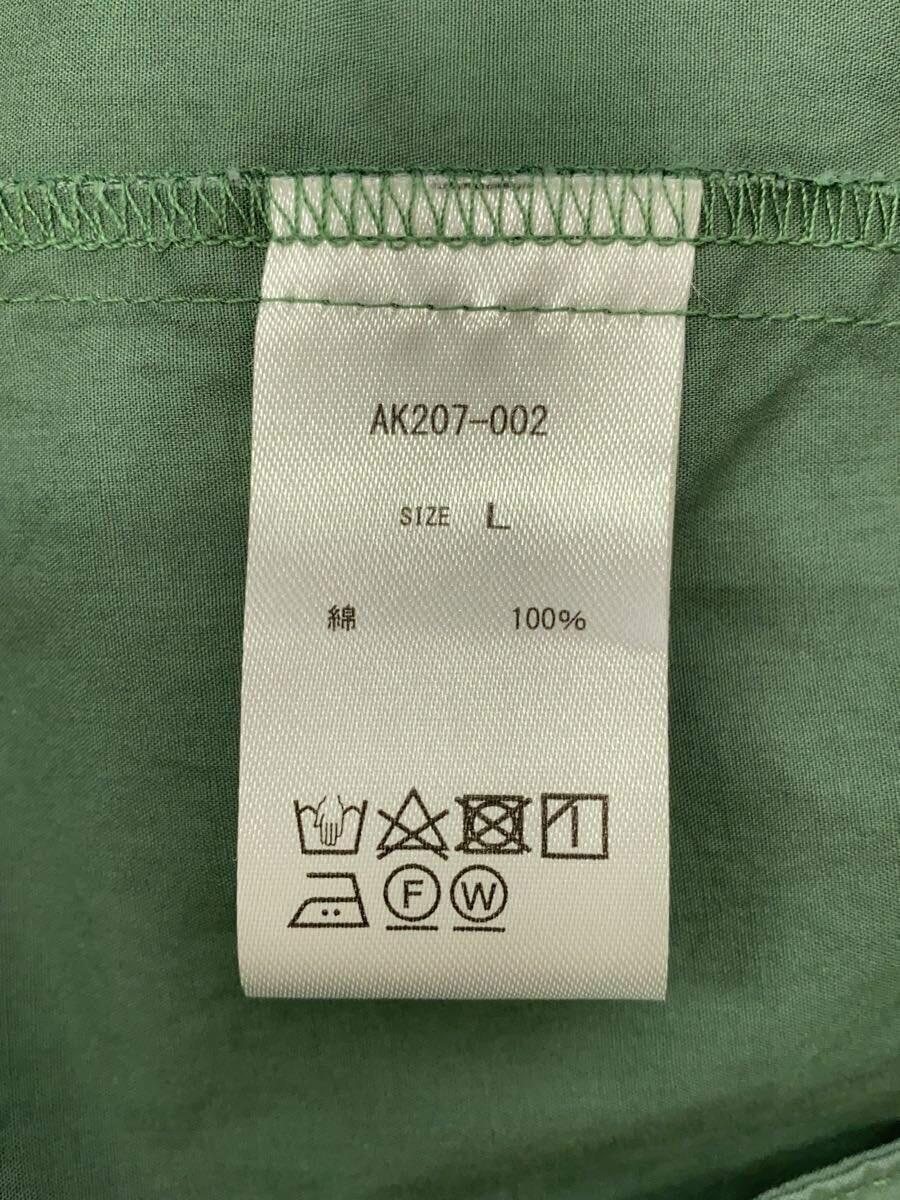 AK207-002
SIZE L
綿 100%
F W